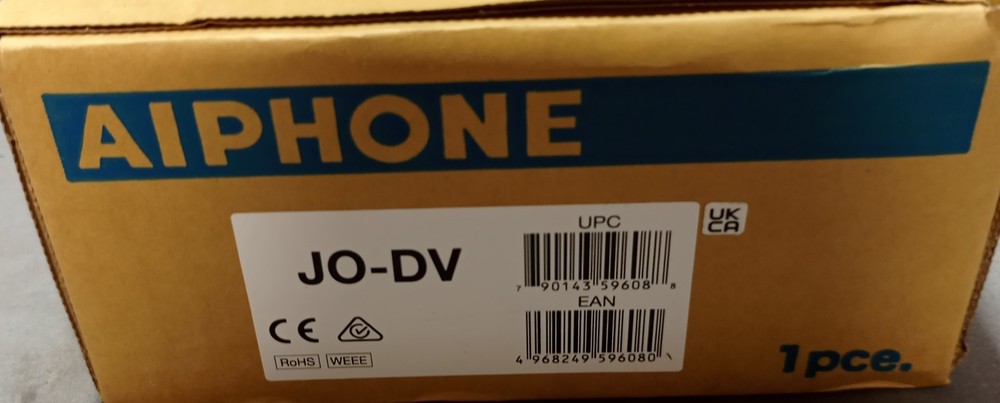 AIPHONE
JO-DV
UPC
7 90143 59608 8
EAN
4 968249 596080
UK
CA
CE
RoHS WEEE
1pce.